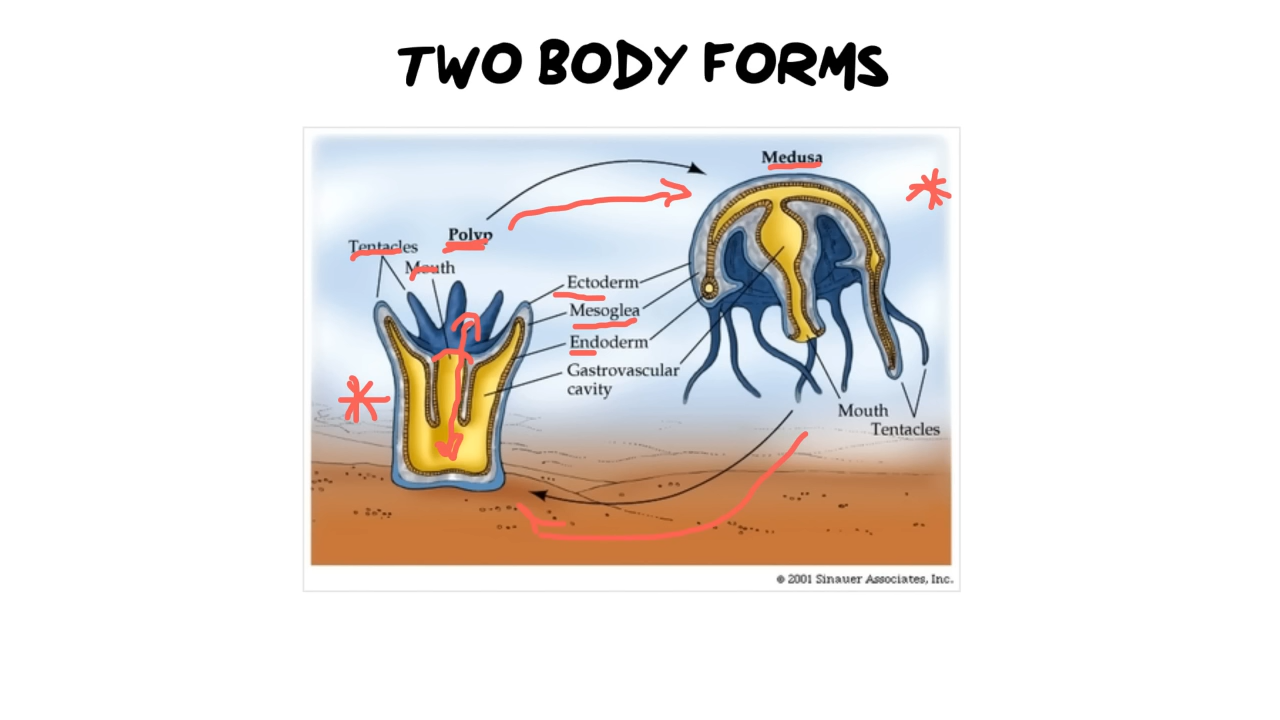 TWO BODY FORMS
Medusa
Polyp
Tentacles
Mouth
Ectoderm
Mesoglea
Endoderm
Gastrovascular
cavity
Mouth
Tentacles
© 2001 Sinauer Associates, Inc.